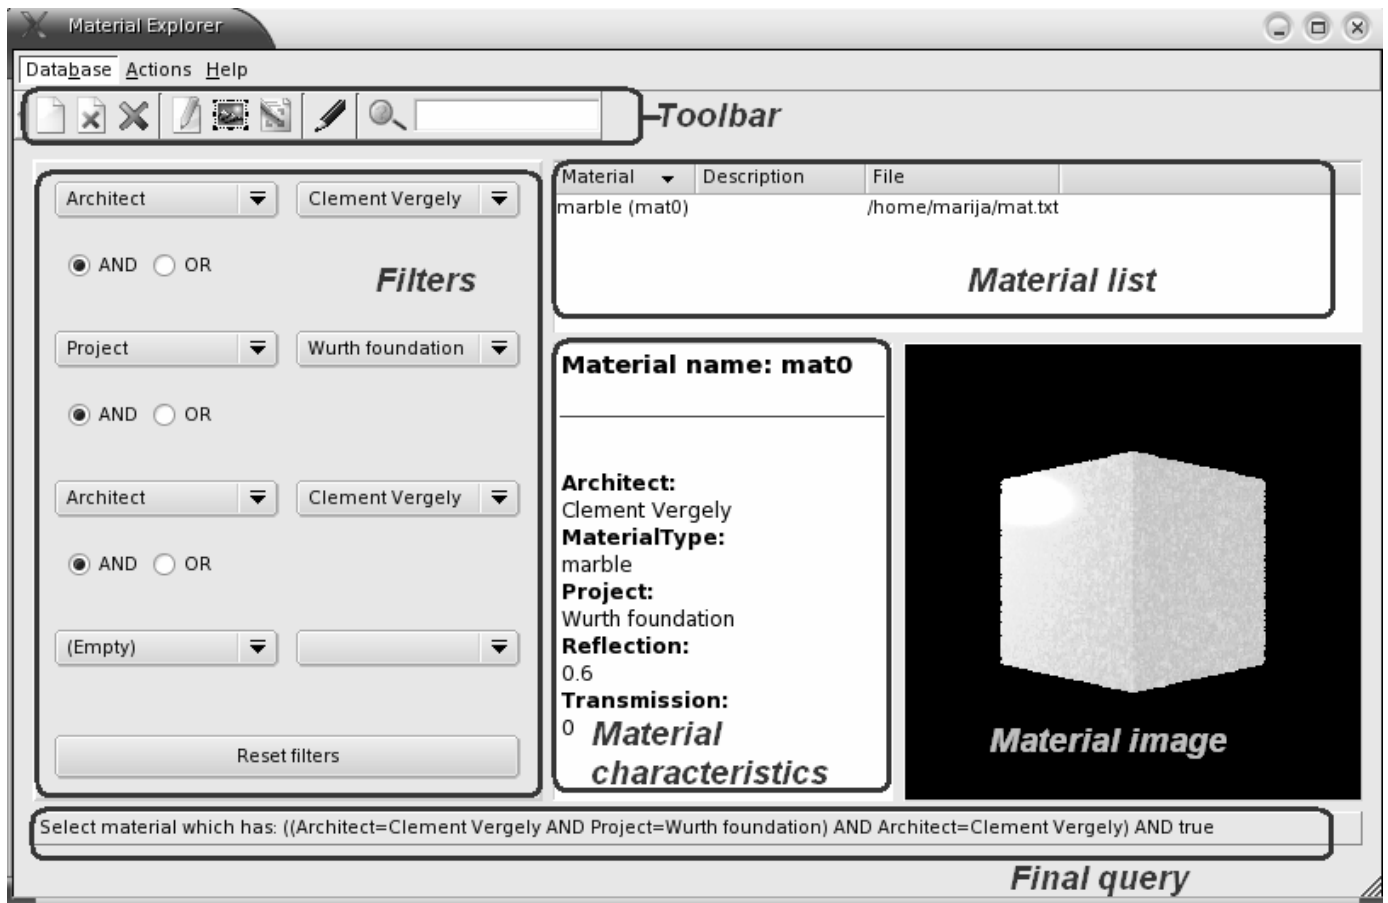 Material Explorer
Database Actions Help
Toolbar
Architect Clement Vergely
AND OR
Filters
Project Wurth foundation
AND OR
Architect Clement Vergely
AND OR
(Empty)
Reset filters
Material Description File
marble (mat0) /home/marija/mat.txt
Material list
Material name: mat0
Architect:
Clement Vergely
MaterialType:
marble
Project:
Wurth foundation
Reflection:
0.6
Transmission:
0
Material
characteristics
Material image
Select material which has: ((Architect=Clement Vergely AND Project=Wurth foundation) AND Architect=Clement Vergely) AND true
Final query